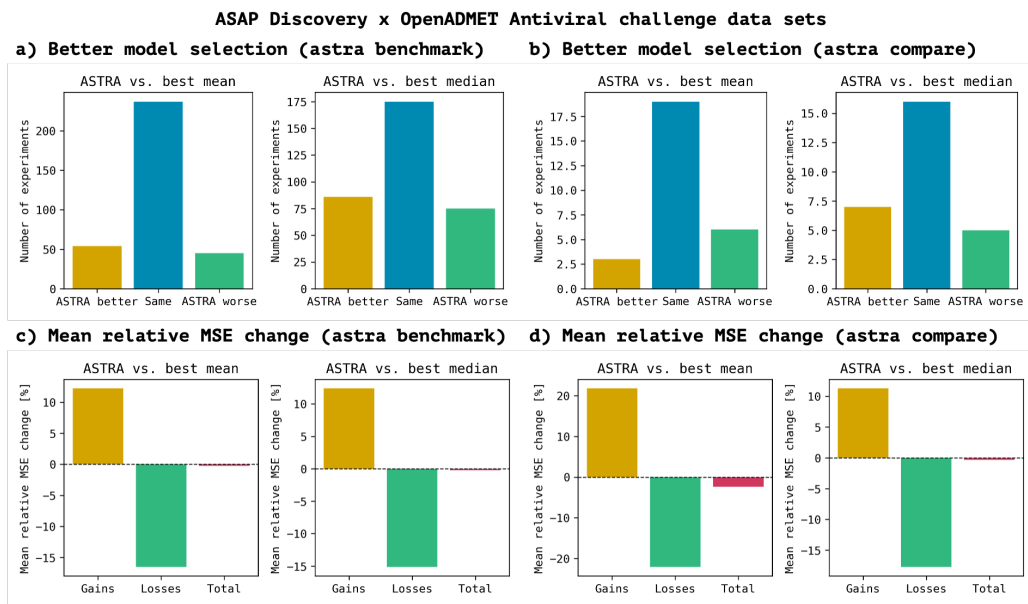 ASAP Discovery x OpenADMET Antiviral challenge data sets
a) Better model selection (astra benchmark)
b) Better model selection (astra compare)
ASTRA vs. best mean
Number of experiments
200
150
100
50
0
ASTRA better Same ASTRA worse
ASTRA vs. best median
Number of experiments
175
150
125
100
75
50
25
0
ASTRA better Same ASTRA worse
ASTRA vs. best mean
Number of experiments
17.5
15.0
12.5
10.0
7.5
5.0
2.5
0.0
ASTRA better Same ASTRA worse
ASTRA vs. best median
Number of experiments
15.0
12.5
10.0
7.5
5.0
2.5
0.0
ASTRA better Same ASTRA worse
c) Mean relative MSE change (astra benchmark)
d) Mean relative MSE change (astra compare)
ASTRA vs. best mean
Mean relative MSE change [%]
10
5
0
−5
−10
−15
Gains Losses Total
ASTRA vs. best median
Mean relative MSE change [%]
10
5
0
−5
−10
−15
Gains Losses Total
ASTRA vs. best mean
Mean relative MSE change [%]
20
10
0
−10
−20
Gains Losses Total
ASTRA vs. best median
Mean relative MSE change [%]
10
5
0
−5
−10
−15
Gains Losses Total